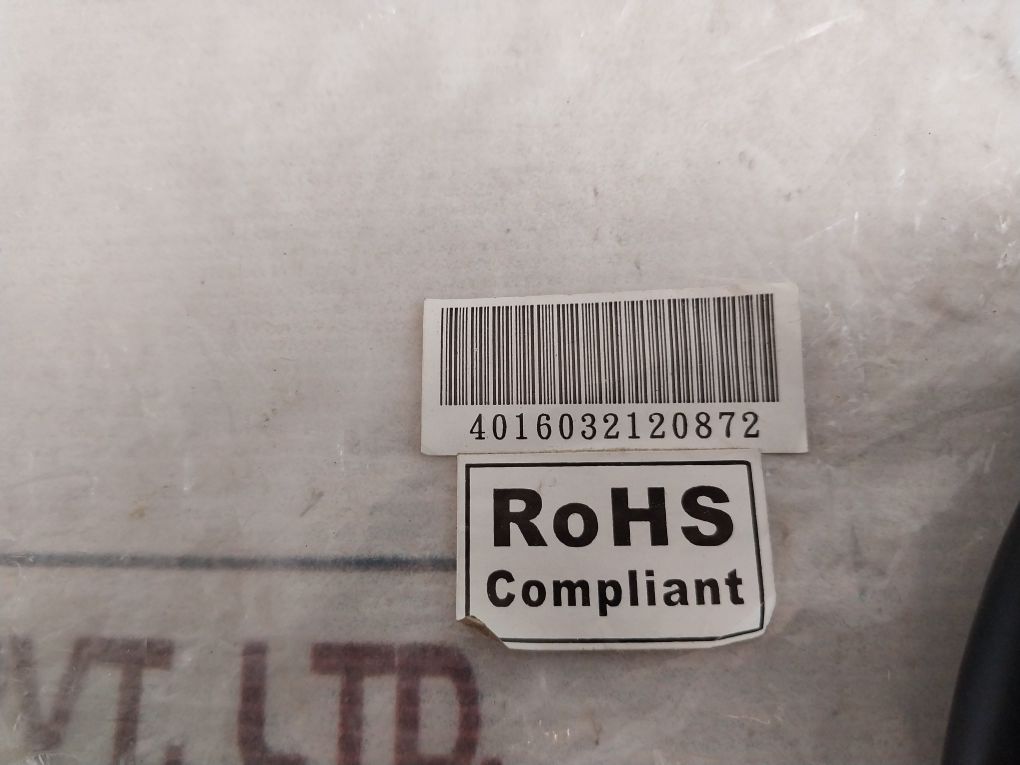 4016032120872
RoHS
Compliant
VT. LTD.